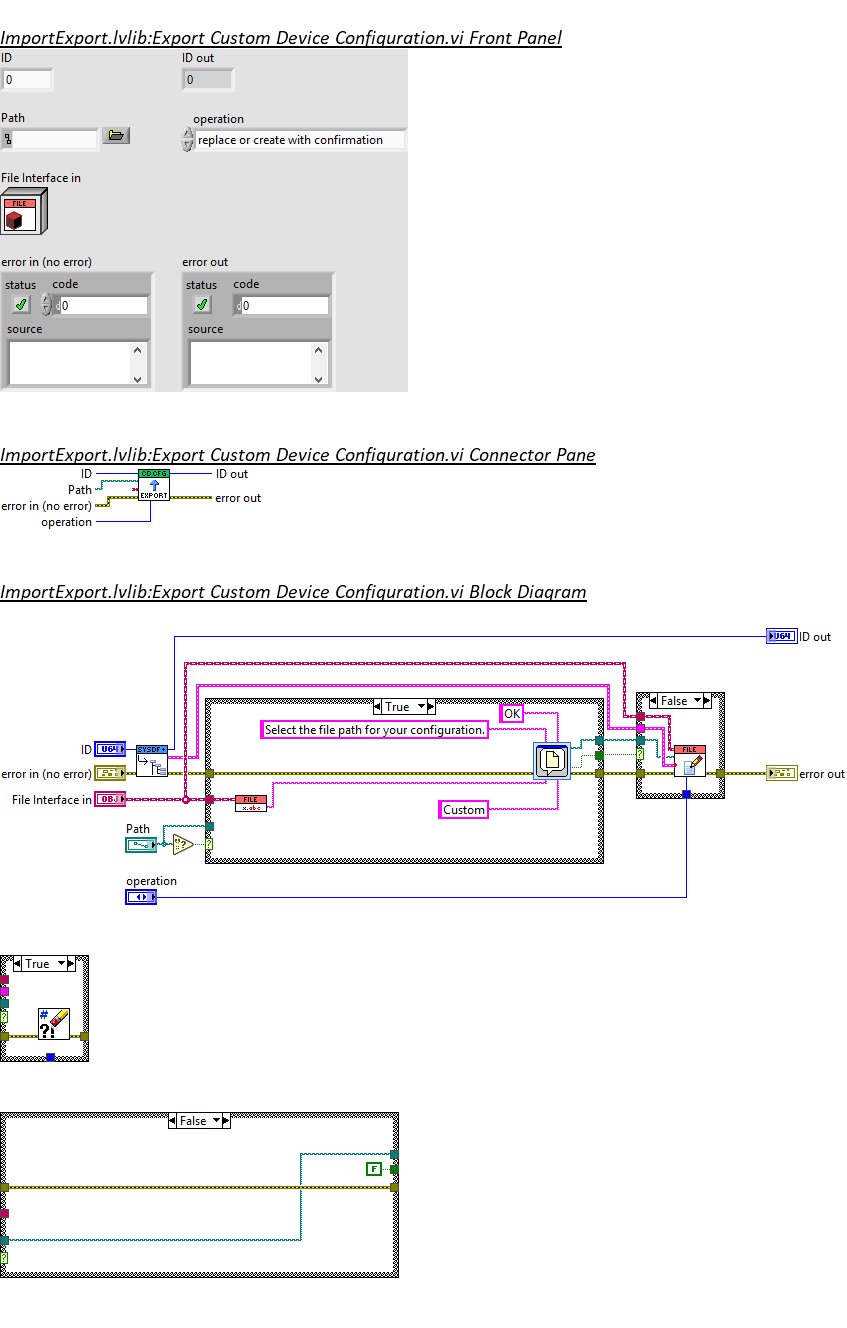 ImportExport.lvlib:Export Custom Device Configuration.vi Front Panel
ID
ID out
0
0
Path
operation
replace or create with confirmation
File Interface in
FILE
error in (no error)
error out
status
code
status
code
0
0
source
source
ImportExport.lvlib:Export Custom Device Configuration.vi Connector Pane
ID
CD CFG
ID out
Path
EXPORT
error in (no error)
error out
operation
ImportExport.lvlib:Export Custom Device Configuration.vi Block Diagram
U64
ID out
True
False
OK
Select the file path for your configuration.
ID
U64
SYSDF
FILE
error in (no error)
error out
File Interface in
OBJ
FILE
x.abc
Custom
Path
?
?
?
operation
True
#
?!
?
False
F
?